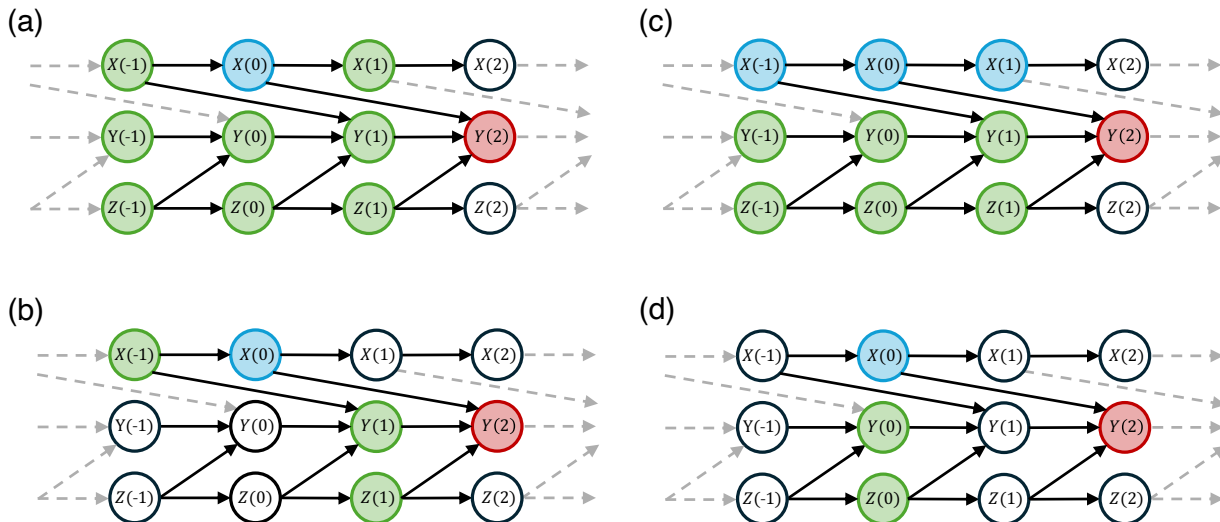 (a)
X(-1) X(0) X(1) X(2)
Y(-1) Y(0) Y(1) Y(2)
Z(-1) Z(0) Z(1) Z(2)
(c)
X(-1) X(0) X(1) X(2)
Y(-1) Y(0) Y(1) Y(2)
Z(-1) Z(0) Z(1) Z(2)
(b)
X(-1) X(0) X(1) X(2)
Y(-1) Y(0) Y(1) Y(2)
Z(-1) Z(0) Z(1) Z(2)
(d)
X(-1) X(0) X(1) X(2)
Y(-1) Y(0) Y(1) Y(2)
Z(-1) Z(0) Z(1) Z(2)